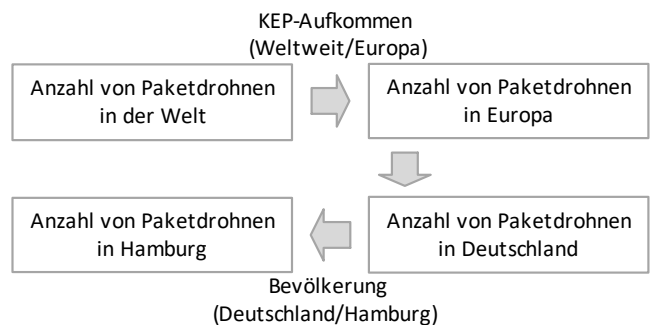 KEP-Aufkommen
(Weltweit/Europa)
Anzahl von Paketdrohnen
in der Welt
Anzahl von Paketdrohnen
in Europa
Anzahl von Paketdrohnen
in Deutschland
Anzahl von Paketdrohnen
in Hamburg
Bevölkerung
(Deutschland/Hamburg)